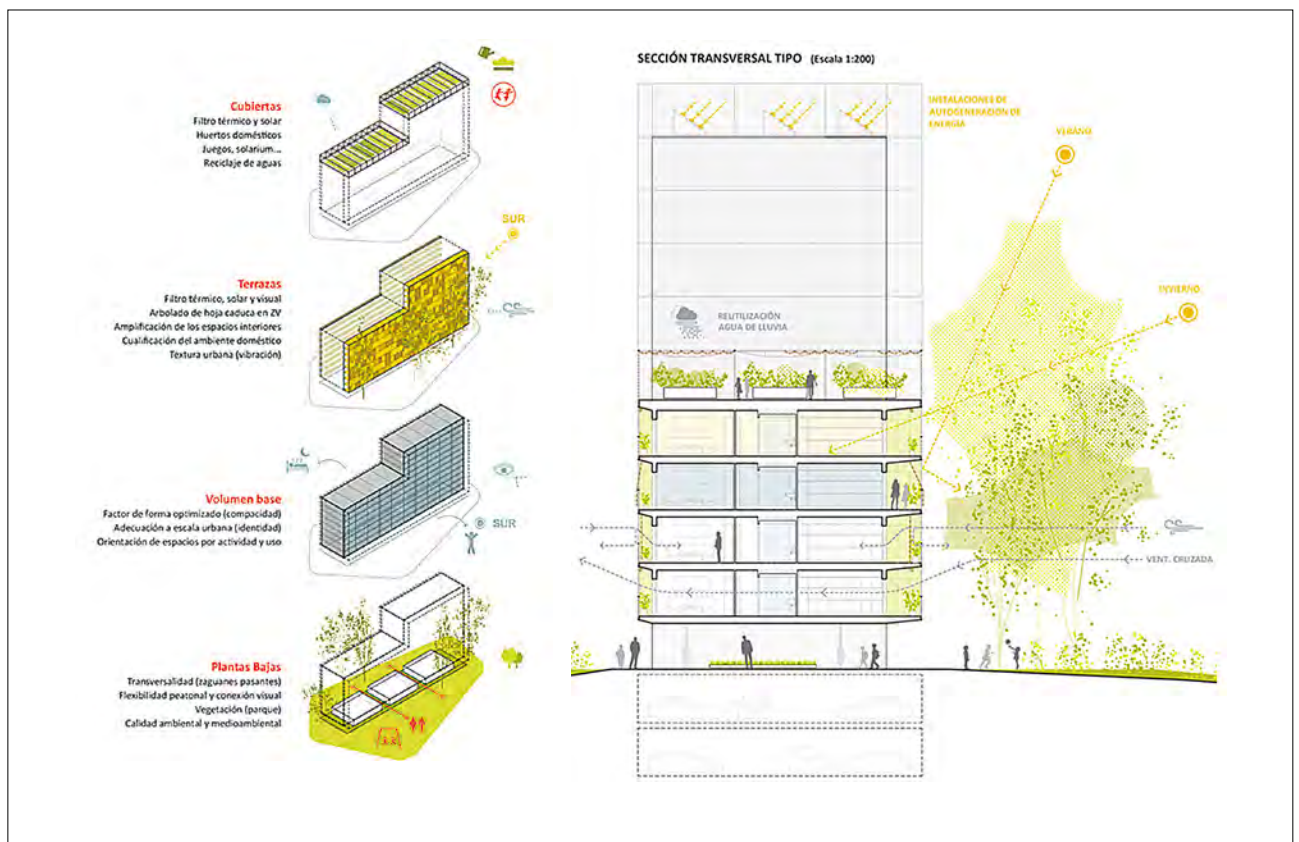 Cubiertas
Filtro térmico y solar
Huertos domésticos
Juegos, solarium...
Reciclaje de aguas
SUR
Terrazas
Filtro térmico, solar y visual
Arbolado de hoja caduca en ZV
Amplificación de los espacios interiores
Cualificación del ambiente doméstico
Textura urbana (vibración)
Volumen base
Factor de forma optimizado (compacidad)
Adecuación a escala urbana (identidad)
Orientación de espacios por actividad y uso
SUR
Plantas Bajas
Transversalidad (zaguanes pasantes)
Flexibilidad peatonal y conexión visual
Vegetación (parque)
Calidad ambiental y medioambiental
SECCIÓN TRANSVERSAL TIPO (Escala 1:200)
INSTALACIONES DE
AUTOGENERACIÓN DE
ENERGÍA
VERANO
INVIERNO
REUTILIZACIÓN
AGUA DE LLUVIA
VENT. CRUZADA